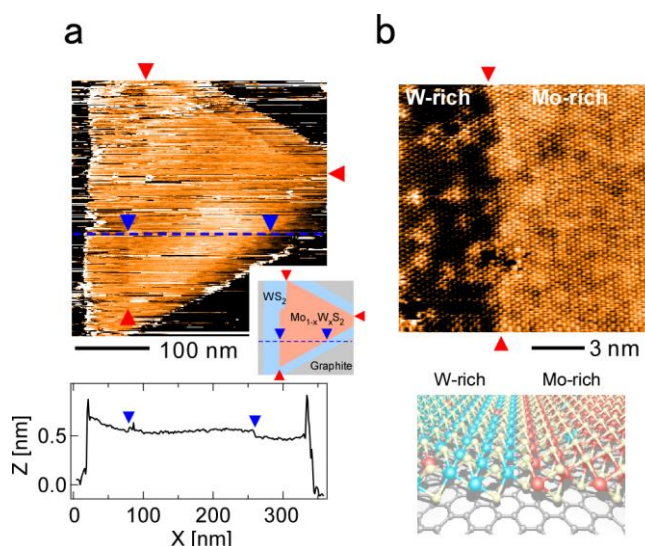 a
b
W-rich Mo-rich
WS2
Mo1-xWxS2
Graphite
100 nm
3 nm
W-rich Mo-rich
Z [nm]
0.5
0.0
0 100 200 300
X [nm]